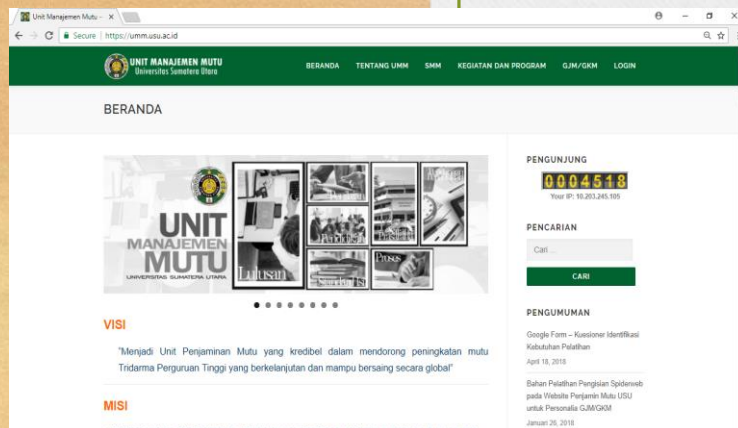 Unit Manajemen Mutu –
Secure | https://umm.usu.ac.id
UNIT MANAJEMEN MUTU
Universitas Sumatera Utara
BERANDA TENTANG UMM SMM KEGIATAN DAN PROGRAM GJM/GKM LOGIN
BERANDA
UNIT
MANAJEMEN
MUTU
UNIVERSITAS SUMATERA UTARA
Lulusan
Proses
VISI
"Menjadi Unit Penjaminan Mutu yang kredibel dalam mendorong peningkatan mutu
Tridarma Perguruan Tinggi yang berkelanjutan dan mampu bersaing secara global"
MISI
PENGUNJUNG
0004518
Your IP: 10.203.245.105
PENCARIAN
Cari ...
CARI
PENGUMUMAN
Google Form – Kuesioner Identifikasi
Kebutuhan Pelatihan
April 18, 2018
Bahan Pelatihan Pengisian Spiderweb
pada Website Penjamin Mutu USU
untuk Personalia GJM/GKM
Januari 26, 2018